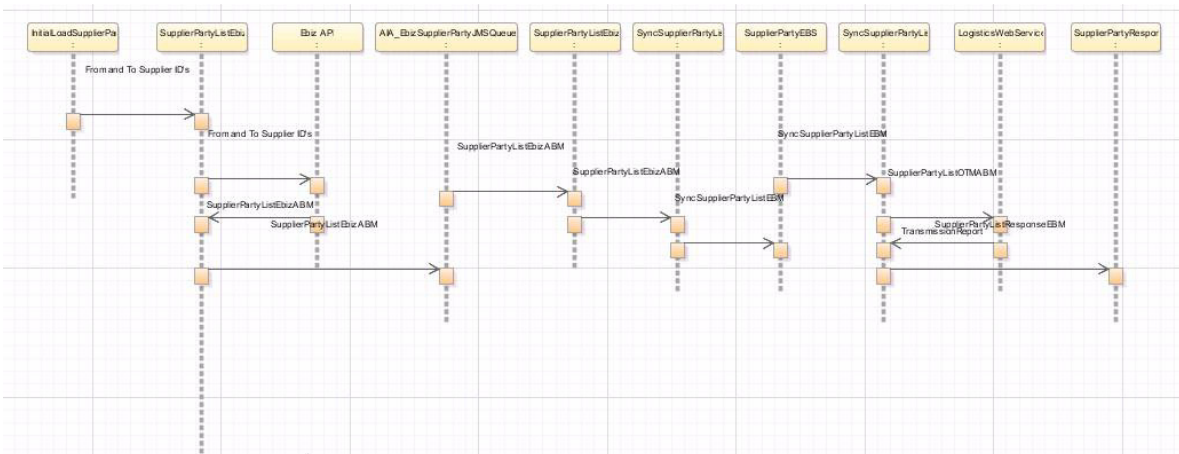 InitialLoadSupplierPa
:
SupplierPartyListEbiz
:
Ebiz API
:
AIA_EbizSupplierPartyJMSQueue
:
SupplierPartyListEbiz
:
SyncSupplierPartyLis
:
SupplierPartyEBS
:
SyncSupplierPartyLis
:
LogisticsWebService
:
SupplierPartyRespor
:
From and To Supplier ID's
From and To Supplier ID's
SyncSupplierPartyListEBM
SupplierPartyListEbizABM
SupplierPartyListEbizABM
SupplierPartyListOTMABM
SyncSupplierPartyListEBM
SupplierPartyListEbizABM
SupplierPartyListEbizABM
SupplierPartyListResponseEBM
TransmissionReport